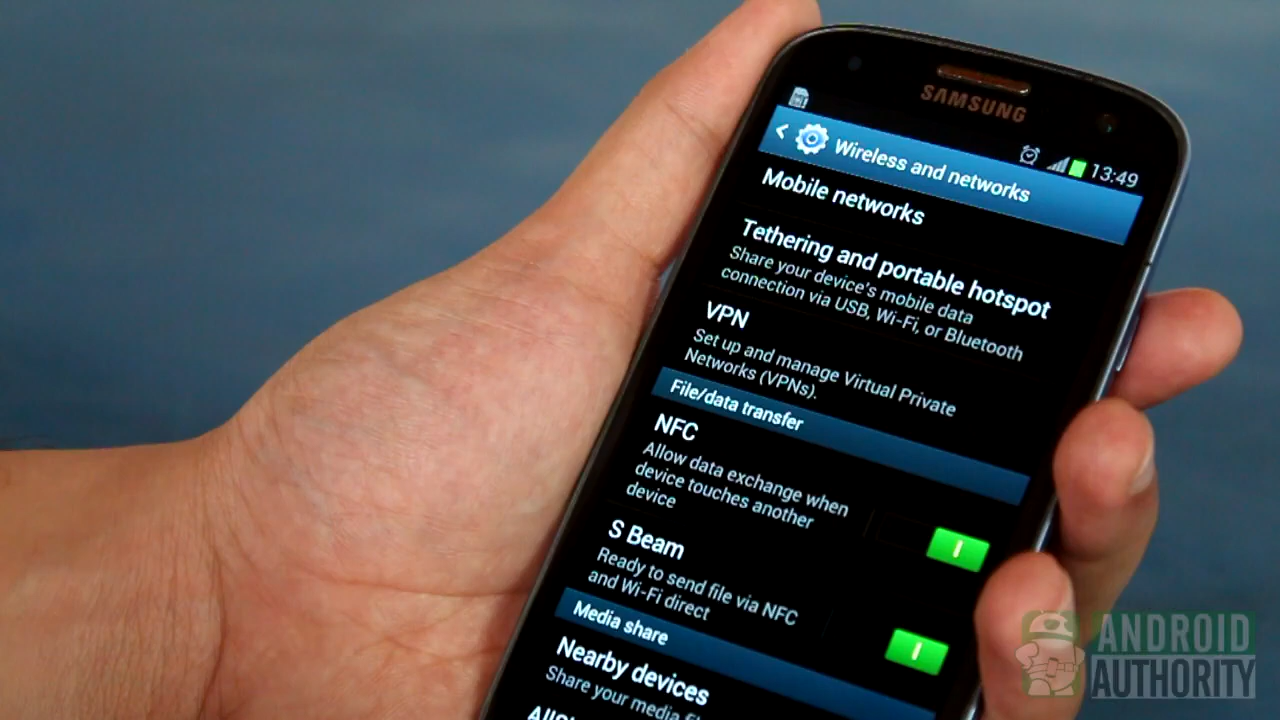 SAMSUNG
13:49
Wireless and networks
Mobile networks
Tethering and portable hotspot
Share your device's mobile data
connection via USB, Wi-Fi, or Bluetooth
VPN
Set up and manage Virtual Private
Networks (VPNs).
File/data transfer
NFC
Allow data exchange when
device touches another
device
S Beam
Ready to send file via NFC
and Wi-Fi direct
Media share
Nearby devices
Share your media
ANDROID
AUTHORITY